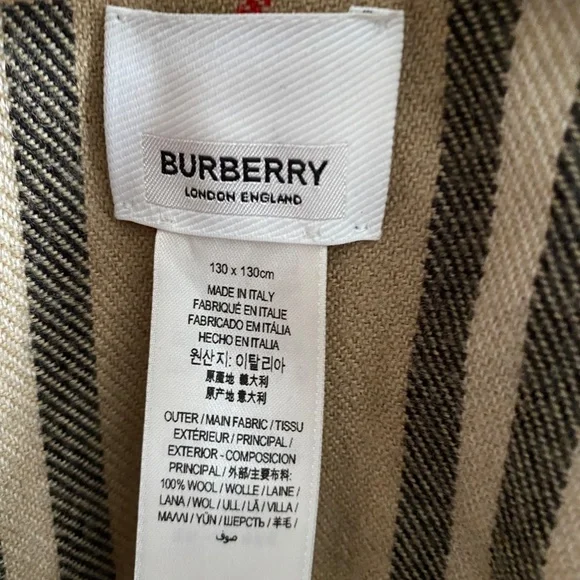 BURBERRY
LONDON ENGLAND
130 x 130cm
MADE IN ITALY
FABRIQUÉ EN ITALIE
FABRICADO EM ITÁLIA
HECHO EN ITALIA
원산지: 이탈리아
原產地 義大利
原产地 意大利
OUTER / MAIN FABRIC / TISSU
EXTÉRIEUR / PRINCIPAL /
EXTERIOR - COMPOSICION
PRINCIPAL / 外部/主要布料:
100% WOOL / WOLLE / LAINE /
LANA / WOL / ULL / LÃ / VILLA /
ΜΑΛΛΙ / YÜN / ШЕРСТЬ / 羊毛 /
صوف